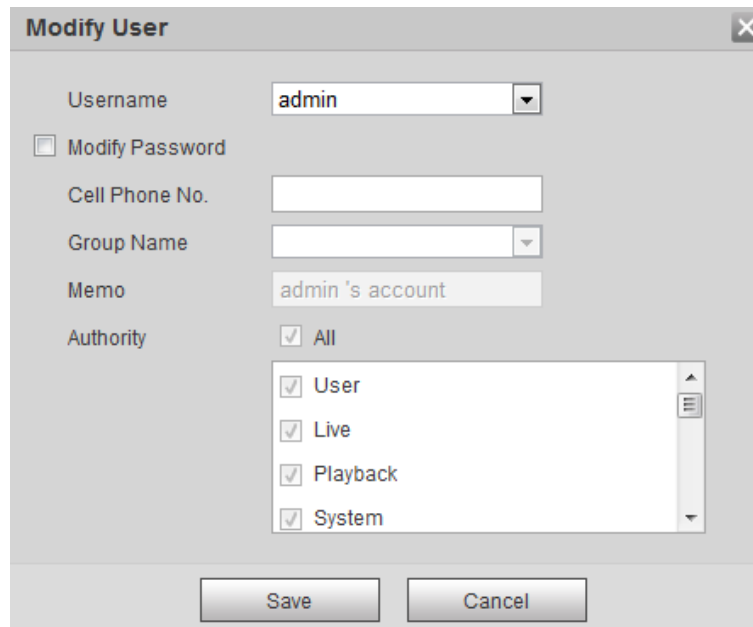 Modify User
Username admin
Modify Password
Cell Phone No.
Group Name
Memo admin 's account
Authority All
User
Live
Playback
System
Save Cancel